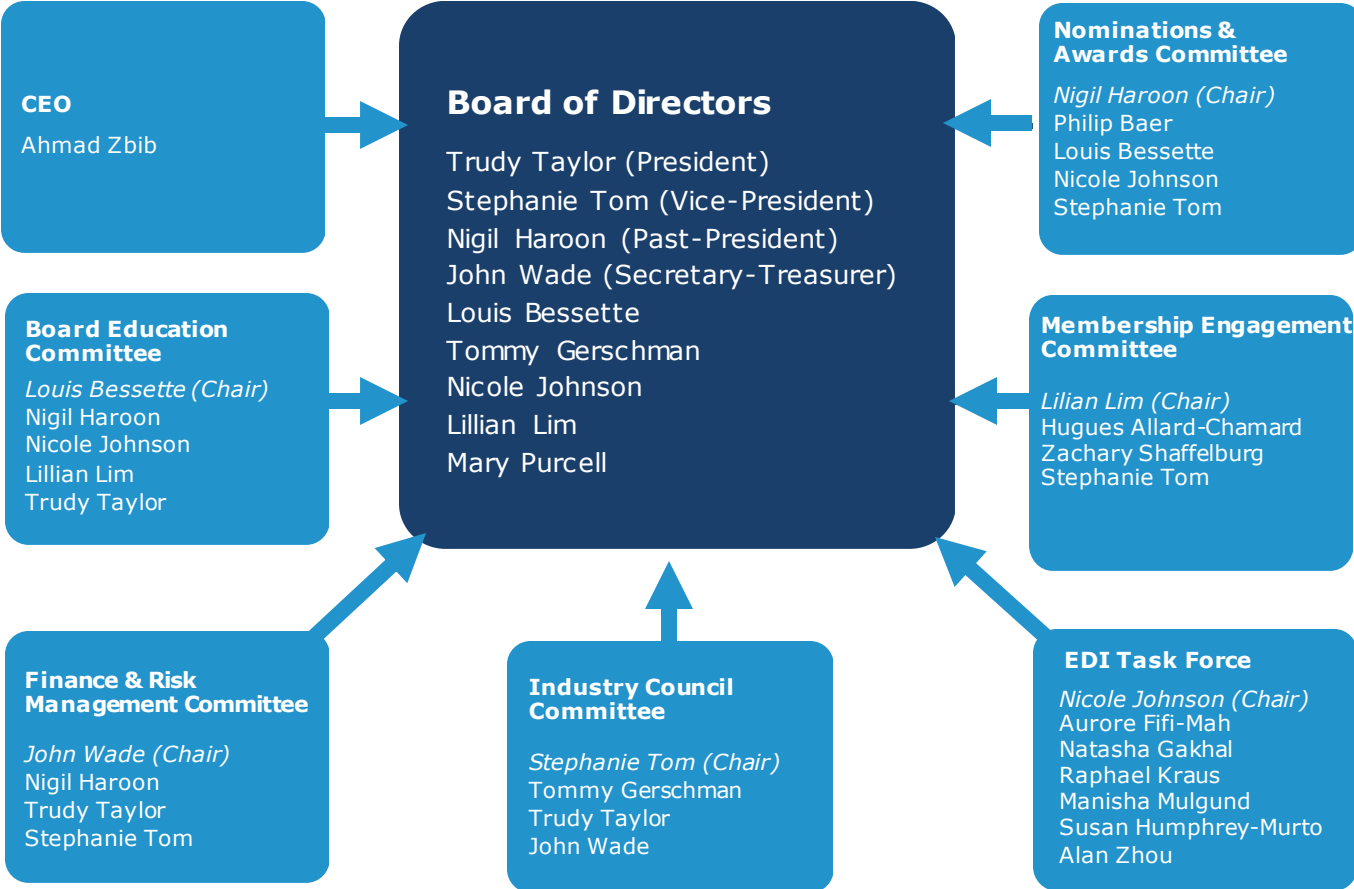 CEO
Ahmad Zbib
Board of Directors
Trudy Taylor (President)
Stephanie Tom (Vice-President)
Nigil Haroon (Past-President)
John Wade (Secretary-Treasurer)
Louis Bessette
Tommy Gerschman
Nicole Johnson
Lillian Lim
Mary Purcell
Nominations &
Awards Committee
Nigil Haroon (Chair)
Philip Baer
Louis Bessette
Nicole Johnson
Stephanie Tom
Board Education
Committee
Louis Bessette (Chair)
Nigil Haroon
Nicole Johnson
Lillian Lim
Trudy Taylor
Membership Engagement
Committee
Lilian Lim (Chair)
Hugues Allard-Chamard
Zachary Shaffelburg
Stephanie Tom
Finance & Risk
Management Committee
John Wade (Chair)
Nigil Haroon
Trudy Taylor
Stephanie Tom
Industry Council
Committee
Stephanie Tom (Chair)
Tommy Gerschman
Trudy Taylor
John Wade
EDI Task Force
Nicole Johnson (Chair)
Aurore Fifi-Mah
Natasha Gakhal
Raphael Kraus
Manisha Mulgund
Susan Humphrey-Murto
Alan Zhou